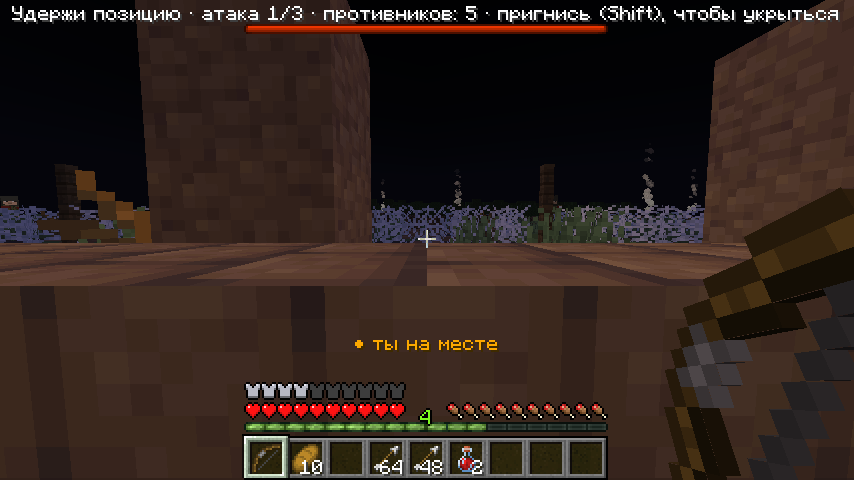 Удержи позицию · атака 1/3 · противников: 5 · пригнись (Shift), чтобы укрыться
• ты на месте
4
10
64
48
2